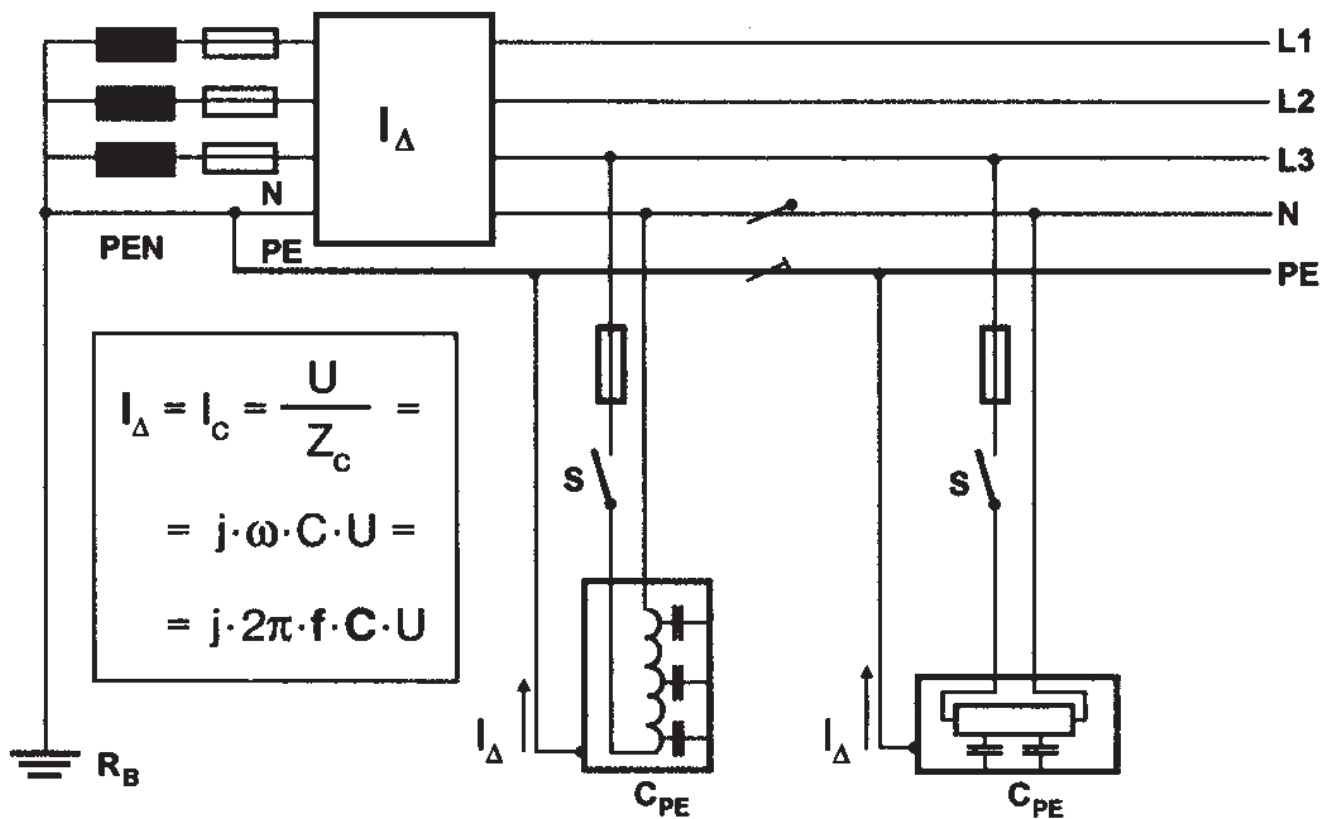 L1
I_Δ
L2
L3
N
N
PEN
PE
PE
I_Δ = I_C = U / Z_C =
= j·ω·C·U =
= j·2π·f·C·U
S
S
I_Δ
I_Δ
R_B
C_PE
C_PE